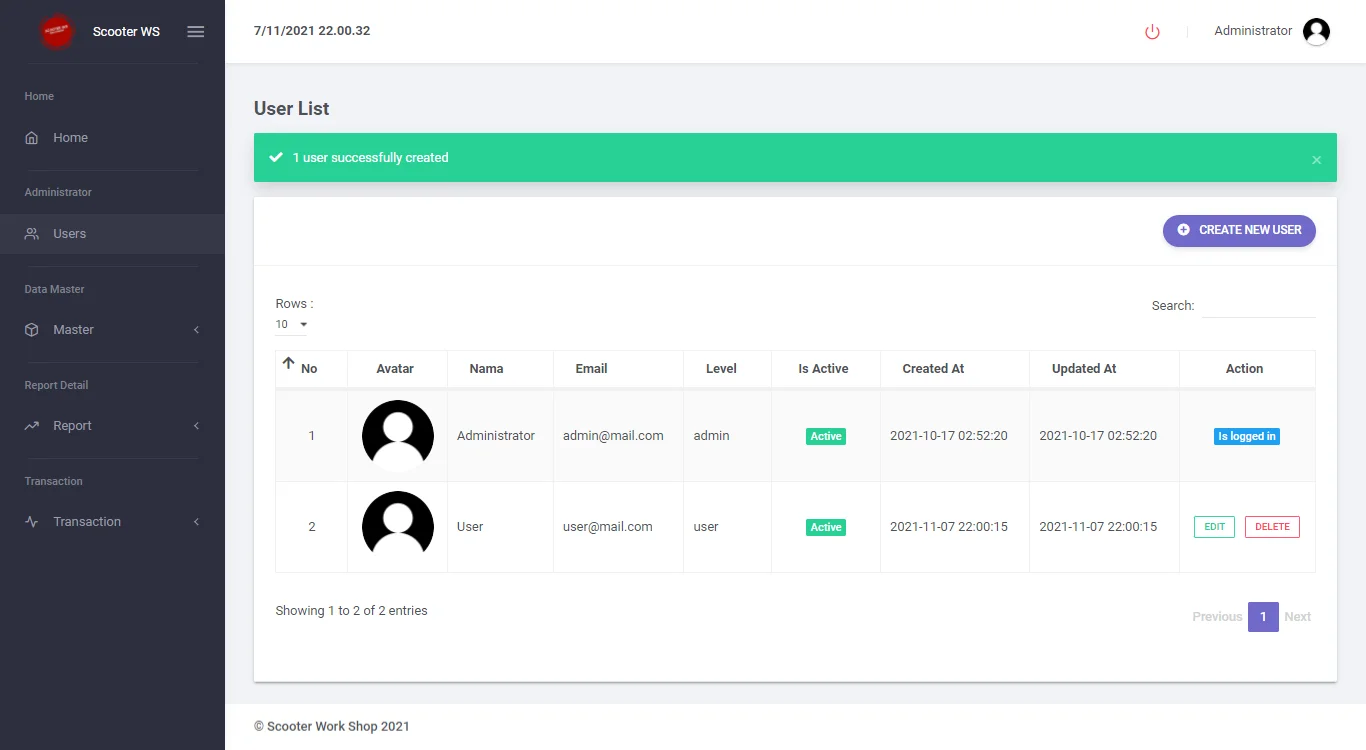 Scooter WS
7/11/2021 22.00.32
Administrator
Home
Home
Administrator
Users
Data Master
Master
Report Detail
Report
Transaction
Transaction
User List
1 user successfully created
×
CREATE NEW USER
Rows :
10
Search:
No Avatar Nama Email Level Is Active Created At Updated At Action
1 Administrator admin@mail.com admin Active 2021-10-17 02:52:20 2021-10-17 02:52:20 Is logged in
2 User user@mail.com user Active 2021-11-07 22:00:15 2021-11-07 22:00:15 EDIT DELETE
Showing 1 to 2 of 2 entries
Previous 1 Next
© Scooter Work Shop 2021